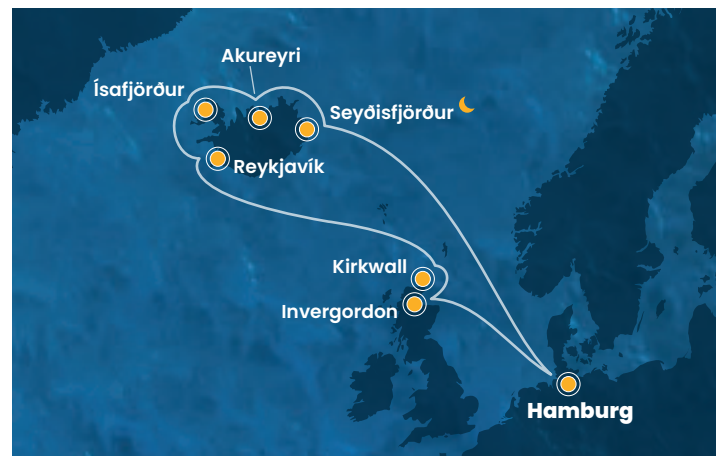 Akureyri
Ísafjörður
Seyðisfjörður
Reykjavík
Kirkwall
Invergordon
Hamburg